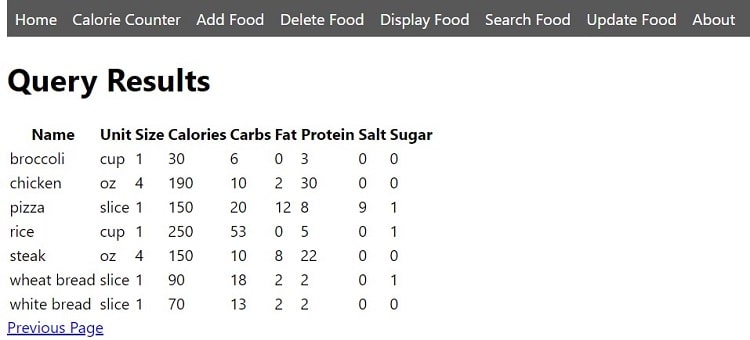 Home Calorie Counter Add Food Delete Food Display Food Search Food Update Food About
Query Results
Name Unit Size Calories Carbs Fat Protein Salt Sugar
broccoli cup 1 30 6 0 3 0 0
chicken oz 4 190 10 2 30 0 0
pizza slice 1 150 20 12 8 9 1
rice cup 1 250 53 0 5 0 1
steak oz 4 150 10 8 22 0 0
wheat bread slice 1 90 18 2 2 0 1
white bread slice 1 70 13 2 2 0 0
Previous Page